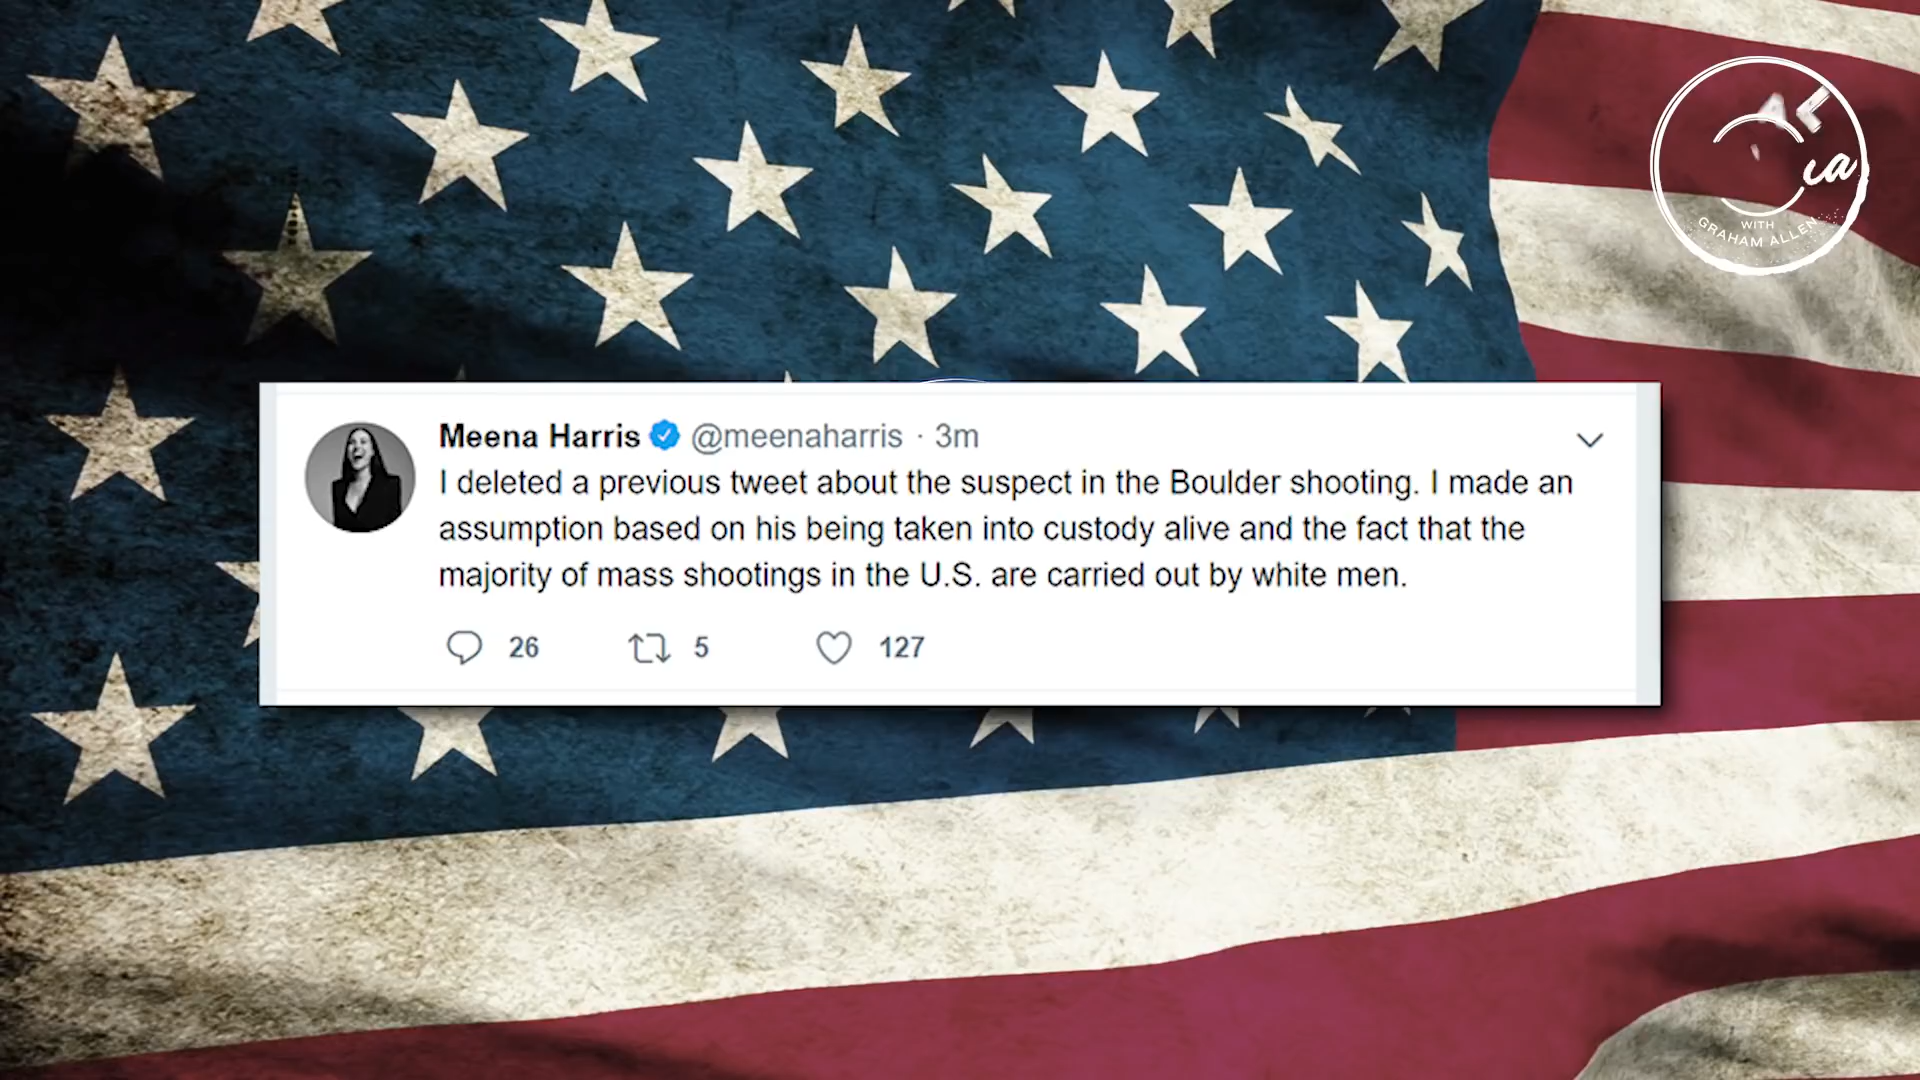 Meena Harris @meenaharris · 3m
I deleted a previous tweet about the suspect in the Boulder shooting. I made an
assumption based on his being taken into custody alive and the fact that the
majority of mass shootings in the U.S. are carried out by white men.
26 5 127
WITH
GRAHAM ALLEN